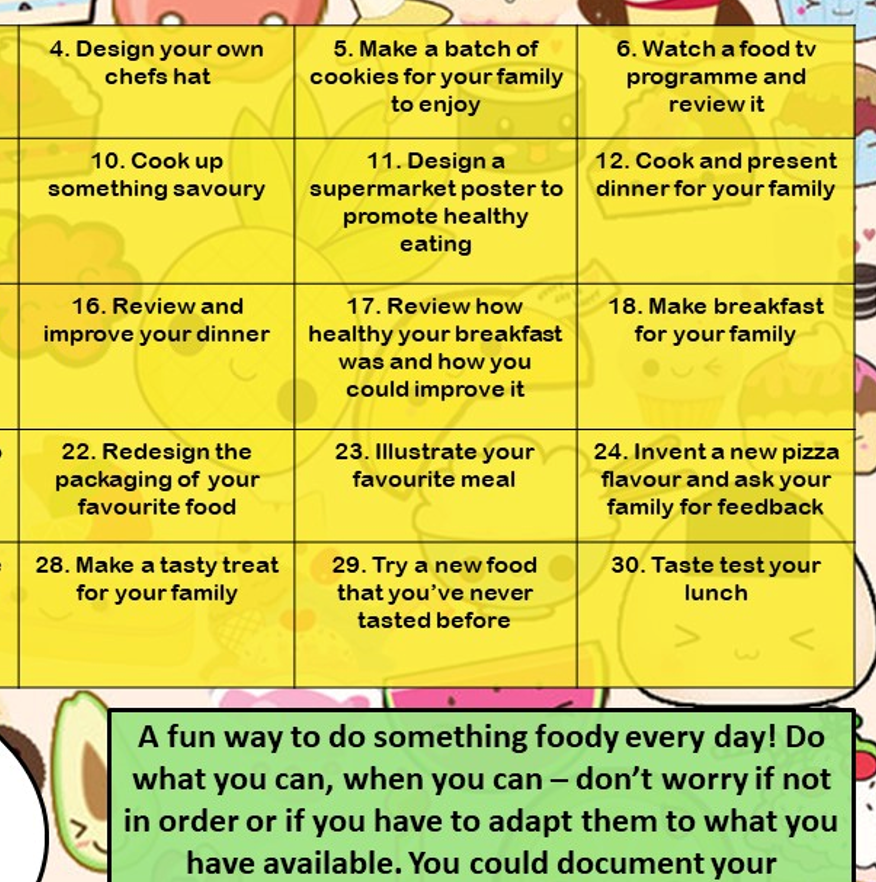 4. Design your own
chefs hat
5. Make a batch of
cookies for your family
to enjoy
6. Watch a food tv
programme and
review it
10. Cook up
something savoury
11. Design a
supermarket poster to
promote healthy
eating
12. Cook and present
dinner for your family
16. Review and
improve your dinner
17. Review how
healthy your breakfast
was and how you
could improve it
18. Make breakfast
for your family
22. Redesign the
packaging of your
favourite food
23. Illustrate your
favourite meal
24. Invent a new pizza
flavour and ask your
family for feedback
28. Make a tasty treat
for your family
29. Try a new food
that you’ve never
tasted before
30. Taste test your
lunch
A fun way to do something foody every day! Do
what you can, when you can – don’t worry if not
in order or if you have to adapt them to what you
have available. You could document your